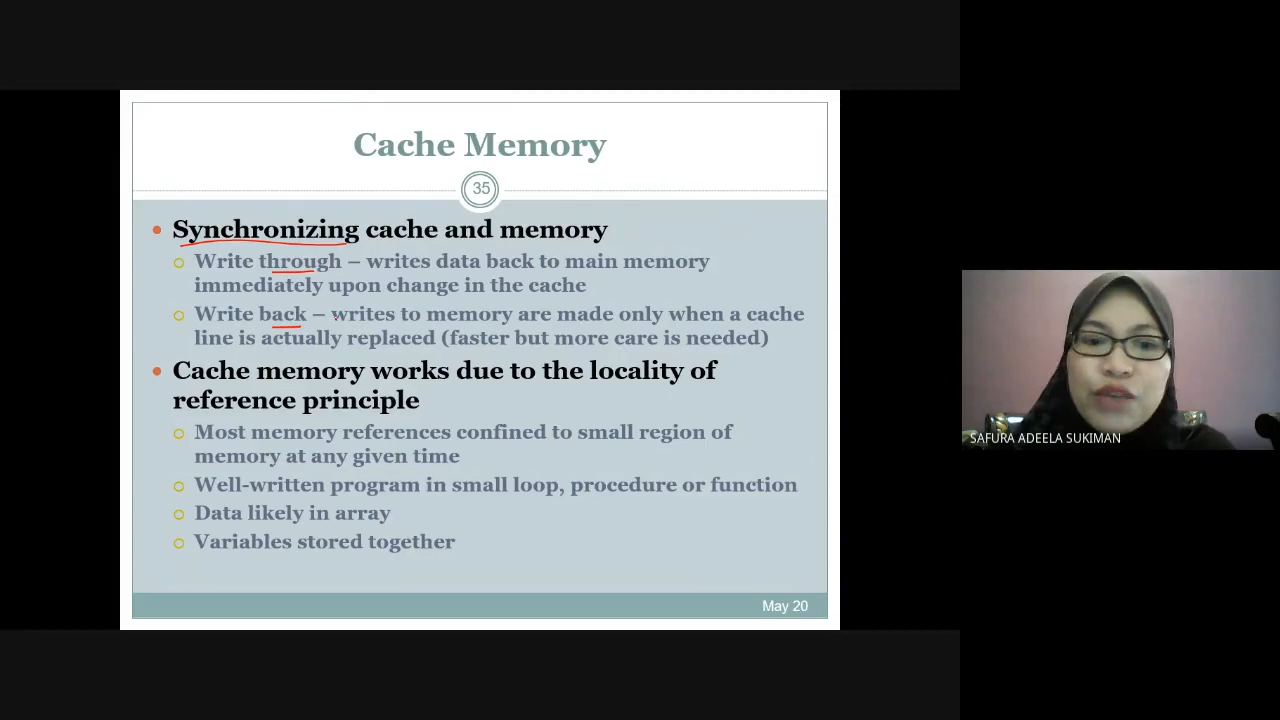 Cache Memory
35
Synchronizing cache and memory
Write through – writes data back to main memory
immediately upon change in the cache
Write back – writes to memory are made only when a cache
line is actually replaced (faster but more care is needed)
Cache memory works due to the locality of
reference principle
Most memory references confined to small region of
memory at any given time
Well-written program in small loop, procedure or function
Data likely in array
Variables stored together
May 20
SAFURA ADEELA SUKIMAN